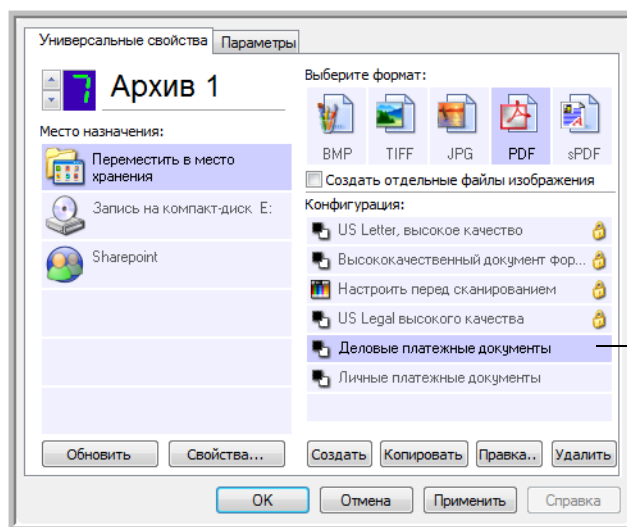 Универсальные свойства
Параметры
7
Архив 1
Место назначения:
Переместить в место
хранения
Запись на компакт-диск E:
Sharepoint
Обновить
Свойства...
Выберите формат:
BMP
TIFF
JPG
PDF
sPDF
Создать отдельные файлы изображения
Конфигурация:
US Letter, высокое качество
Высококачественный документ фор...
Настроить перед сканированием
US Legal высокого качества
Деловые платежные документы
Личные платежные документы
Создать
Копировать
Правка..
Удалить
OK
Отмена
Применить
Справка